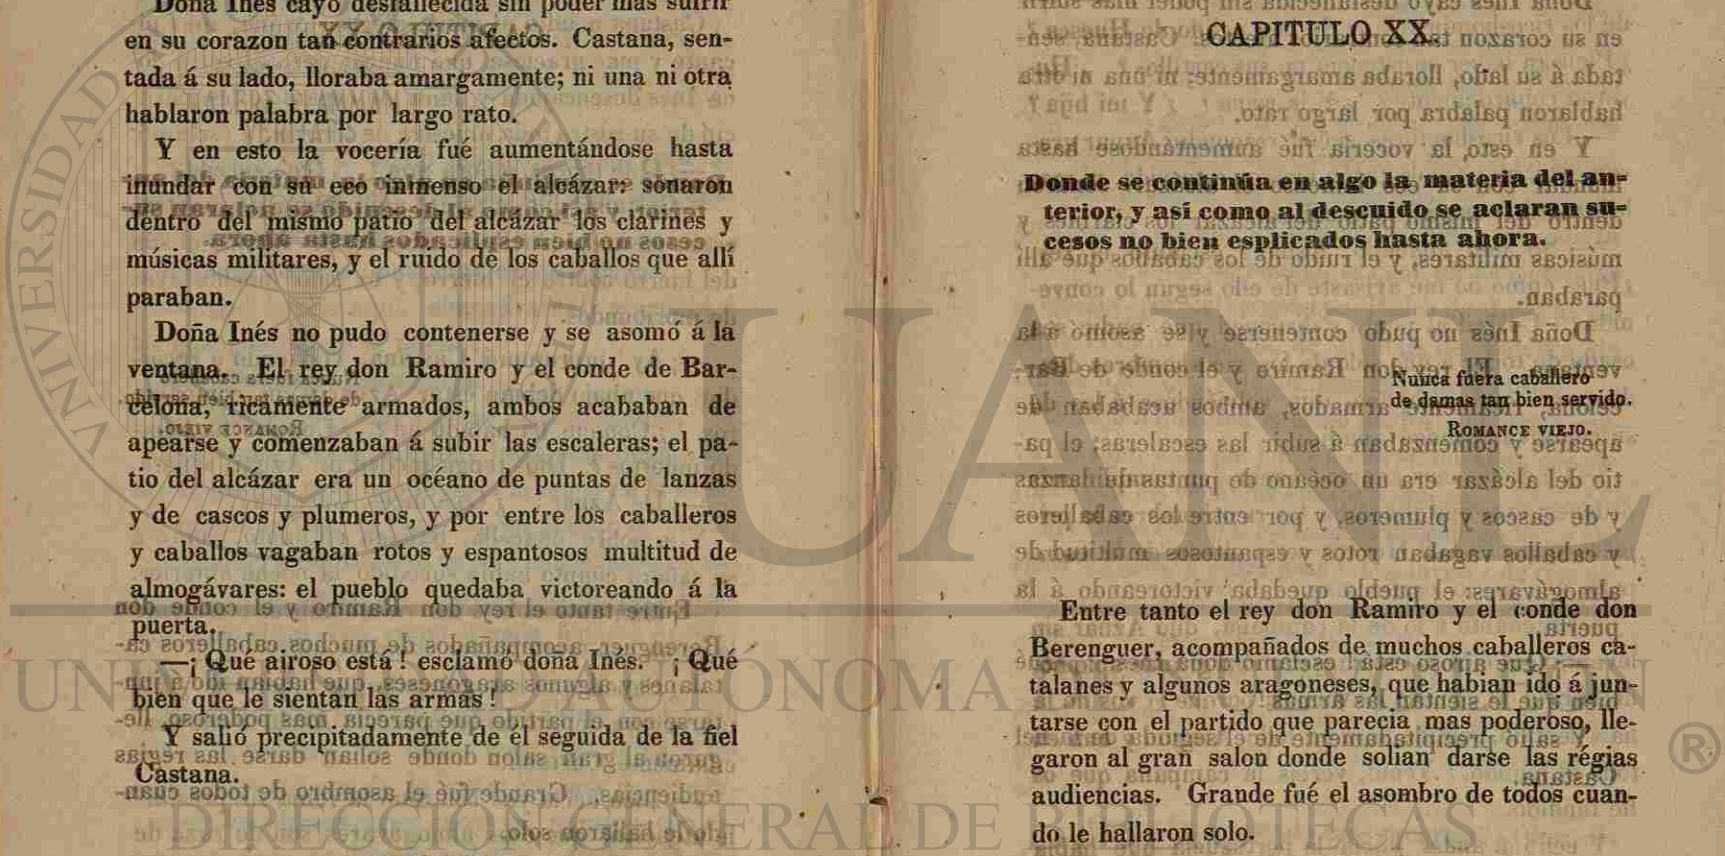 Doña Inés cayó desfallecida sin poder mas sufrir
en su corazon tan contrarios afectos. Castana, sen-
tada á su lado, lloraba amargamente; ni una ni otra
hablaron palabra por largo rato.
Y en esto la vocería fué aumentándose hasta
inundar con su eco inmenso el alcázar: sonaron
dentro del mismo patio del alcázar los clarines y
músicas militares, y el ruido de los caballos que allí
paraban.
Doña Inés no pudo contenerse y se asomó á la
ventana. El rey don Ramiro y el conde de Bar-
celona, ricamente armados, ambos acababan de
apearse y comenzaban á subir las escaleras; el pa-
tio del alcázar era un océano de puntas de lanzas
y de cascos y plumeros, y por entre los caballeros
y caballos vagaban rotos y espantosos multitud de
almogávares: el pueblo quedaba victoreando á la
puerta.
—¡ Qué airoso está ! esclamó doña Inés. ¡ Qué
bien que le sientan las armas !
Y salió precipitadamente de él seguida de la fiel
Castana.
CAPITULO XX.
Donde se continúa en algo la materia del an-
terior, y así como al descuido se aclaran su-
cesos no bien esplicados hasta ahora.
Nunca fuera caballero
de damas tan bien servido.
ROMANCE VIEJO.
Entre tanto el rey don Ramiro y el conde don
Berenguer, acompañados de muchos caballeros ca-
talanes y algunos aragoneses, que habian ido á jun-
tarse con el partido que parecia mas poderoso, lle-
garon al gran salon donde solian darse las régias
audiencias. Grande fué el asombro de todos cuan-
do le hallaron solo.
UANL
UNIVERSIDAD AUTÓNOMA DE NUEVO LEÓN
®
DIRECCIÓN GENERAL DE BIBLIOTECAS